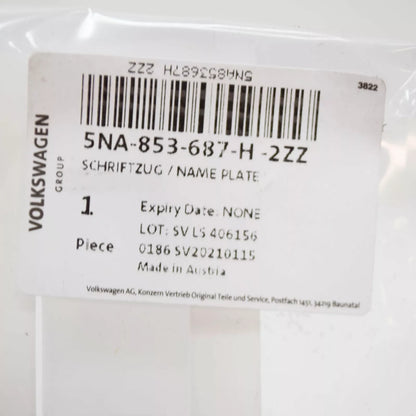 5NA853687H 2ZZ
3822
5NA-853-687-H -2ZZ
SCHRIFTZUG / NAME PLATE
VOLKSWAGEN
GROUP
1
Piece
Expiry Date: NONE
LOT: SV LS 406156
0186 SV20210115
Made in Austria
Volkswagen AG, Konzern Vertrieb Original Teile und Service, Postfach 1451, 34219 Baunatal